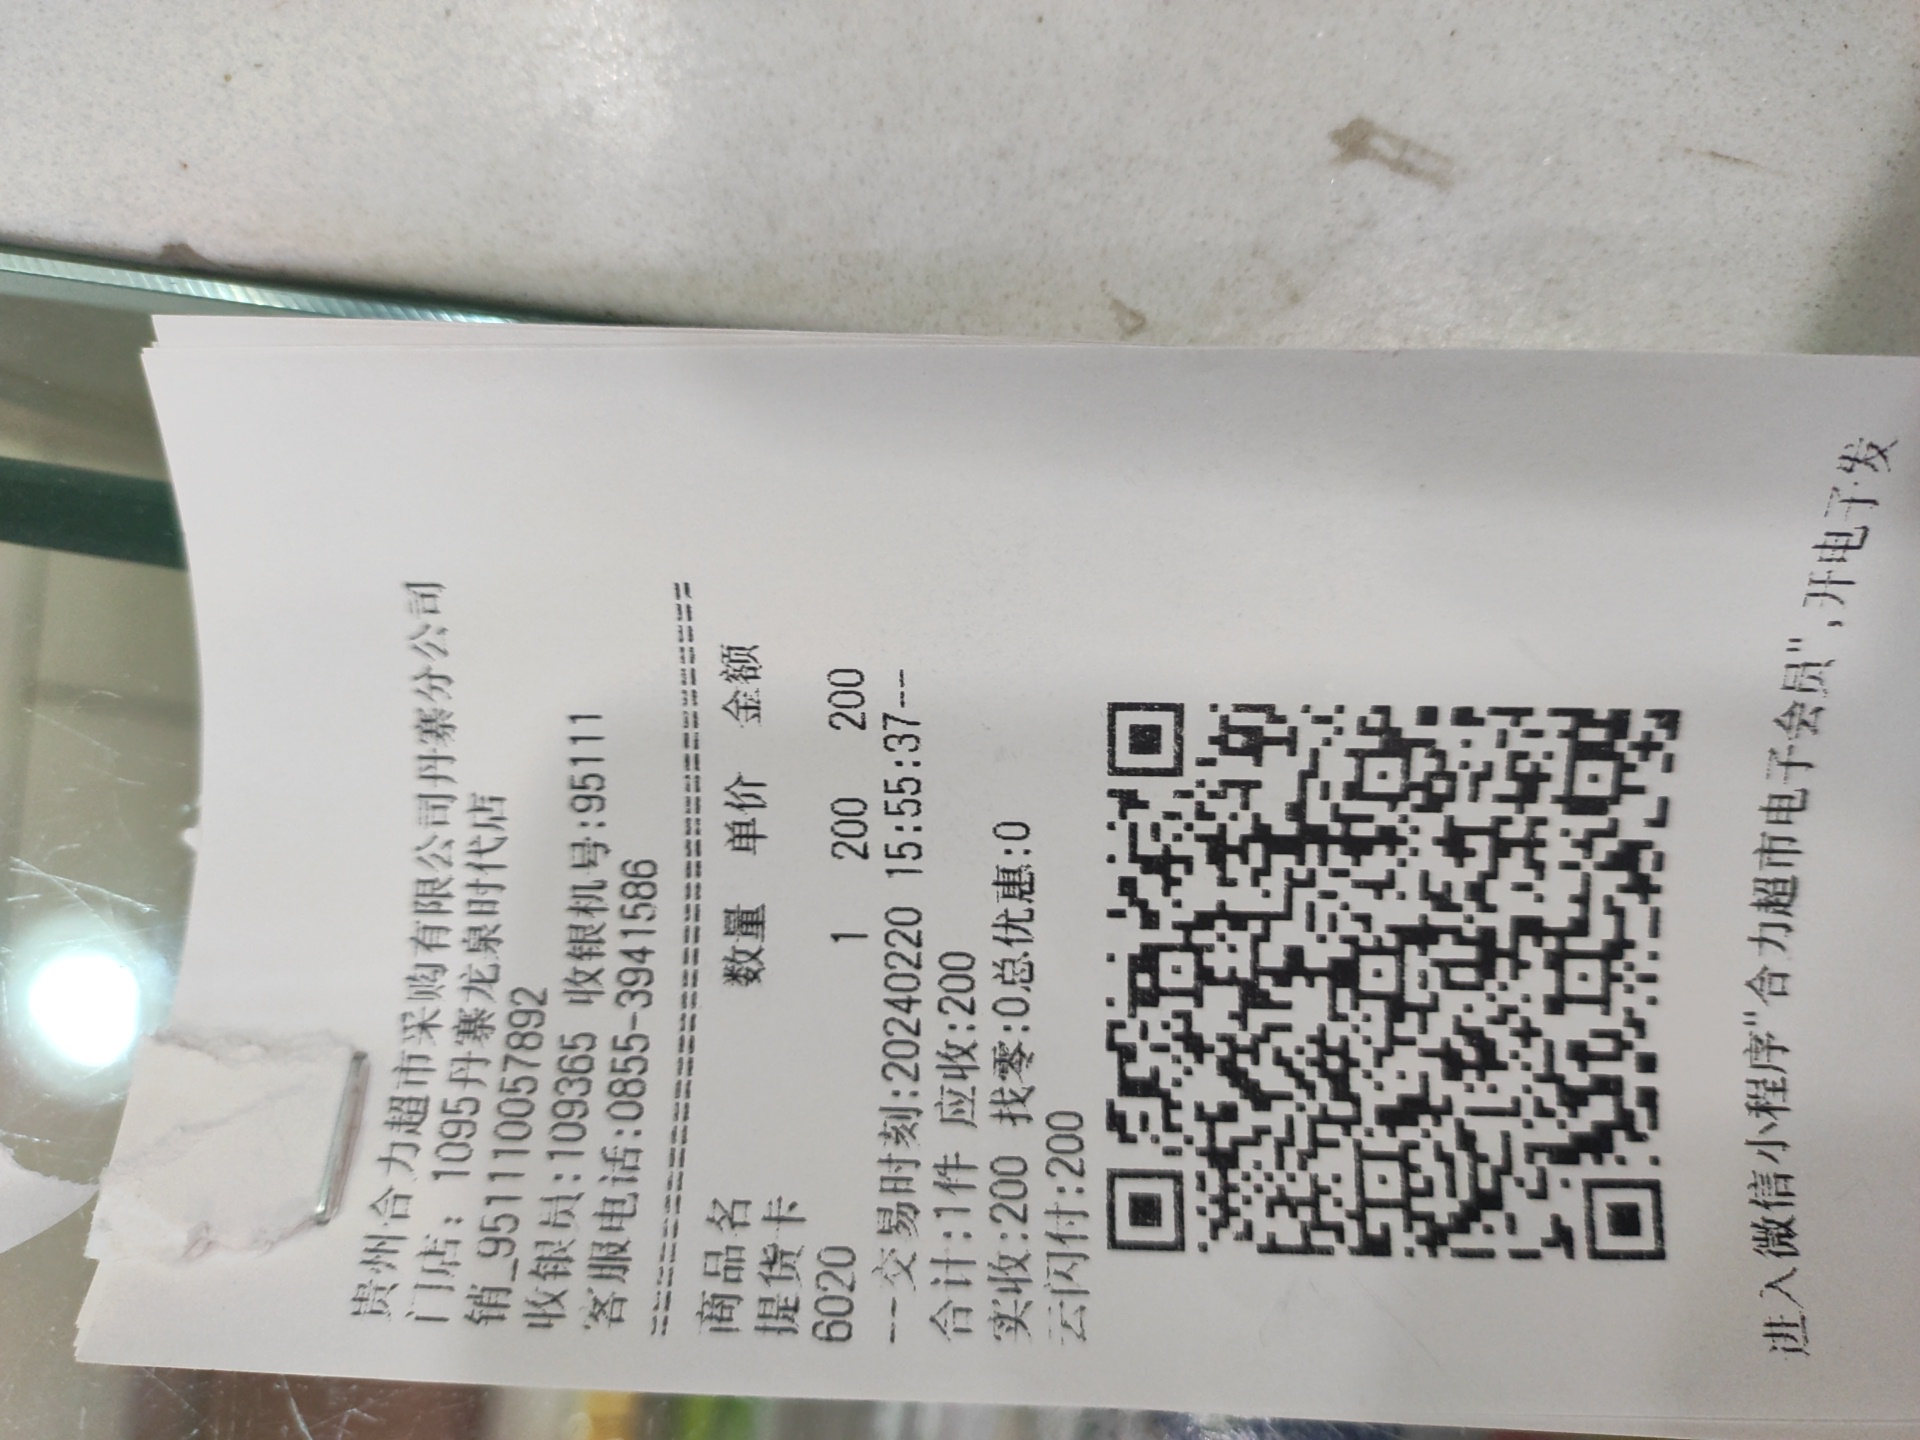 贵州合力超市采购有限公司丹寨分公司
门店: 1095丹寨龙泉时代店
销_951110057892
收银员:109365 收银机号:95111
客服电话:0855-3941586
商品名 数量 单价 金额
提货卡
6020 1 200 200
--交易时刻:20240220 15:55:37--
合计:1件 应收:200
实收:200 找零:0总优惠:0
云闪付:200
进入微信小程序"合力超市电子会员",开电子发